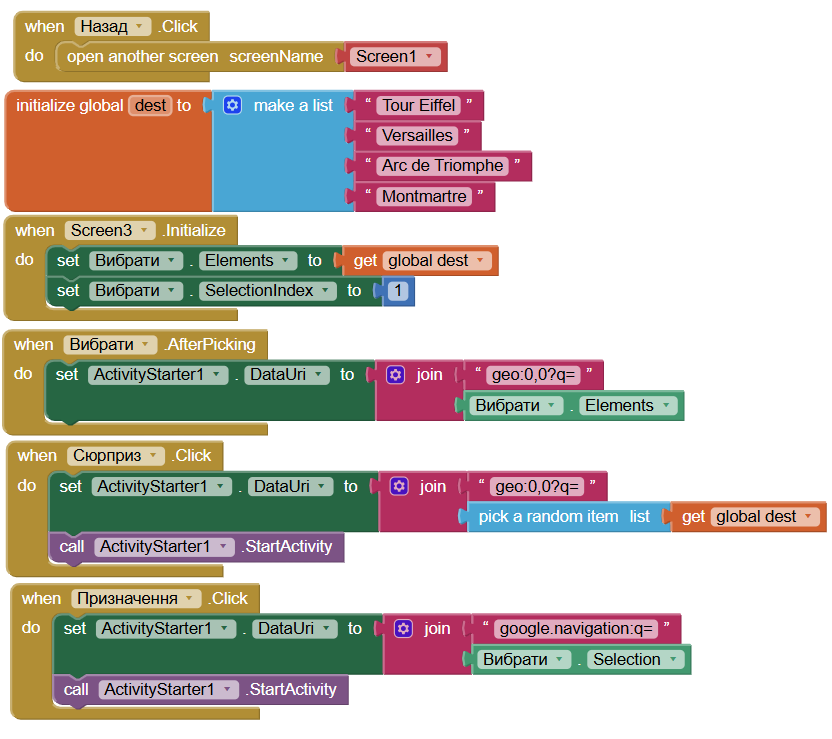 when Назад .Click
do open another screen screenName Screen1
initialize global dest to make a list “ Tour Eiffel ”
“ Versailles ”
“ Arc de Triomphe ”
“ Montmartre ”
when Screen3 .Initialize
do set Вибрати . Elements to get global dest
set Вибрати . SelectionIndex to 1
when Вибрати .AfterPicking
do set ActivityStarter1 . DataUri to join “ geo:0,0?q= ”
Вибрати . Elements
when Сюрприз .Click
do set ActivityStarter1 . DataUri to join “ geo:0,0?q= ”
pick a random item list get global dest
call ActivityStarter1 .StartActivity
when Призначення .Click
do set ActivityStarter1 . DataUri to join “ google.navigation:q= ”
Вибрати . Selection
call ActivityStarter1 .StartActivity